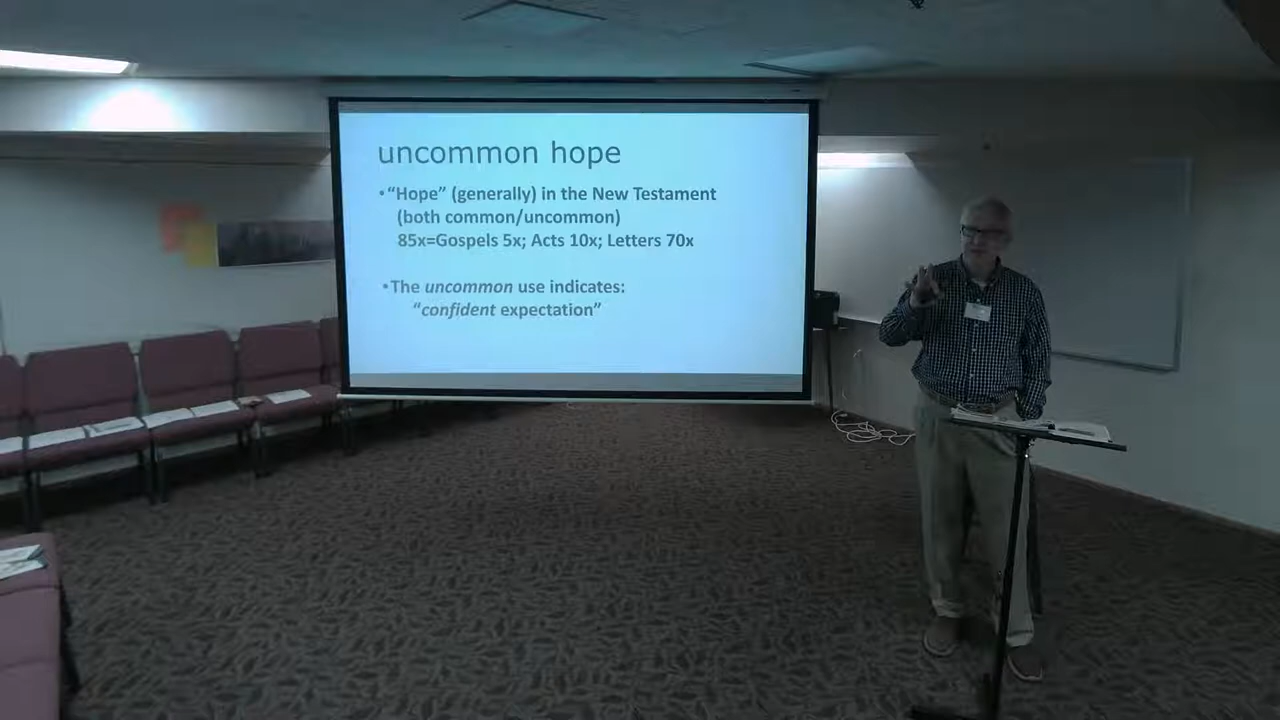 uncommon hope
•“Hope” (generally) in the New Testament
(both common/uncommon)
85x=Gospels 5x; Acts 10x; Letters 70x
•The uncommon use indicates:
“confident expectation”